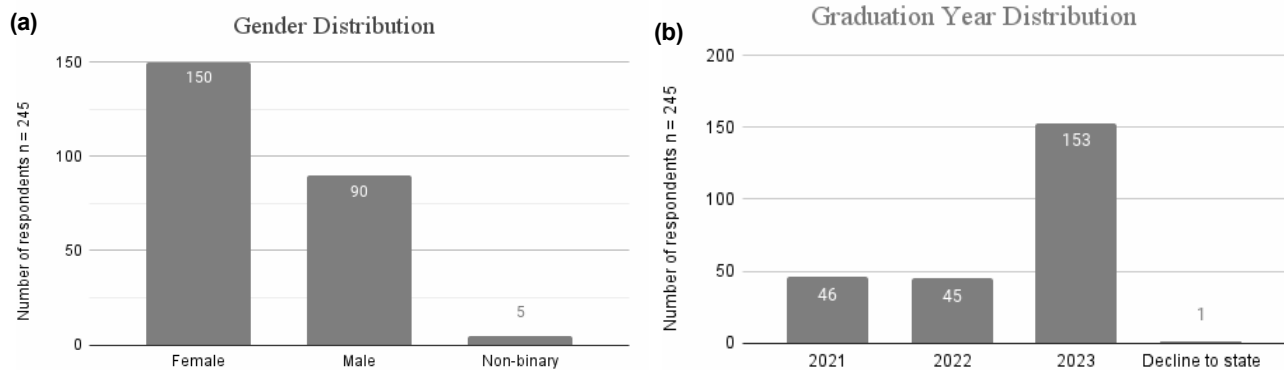 (a)
Gender Distribution
Number of respondents n = 245
150
100
50
0
150
90
5
Female
Male
Non-binary
(b)
Graduation Year Distribution
Number of respondents n = 245
200
150
100
50
0
46
45
153
1
2021
2022
2023
Decline to state